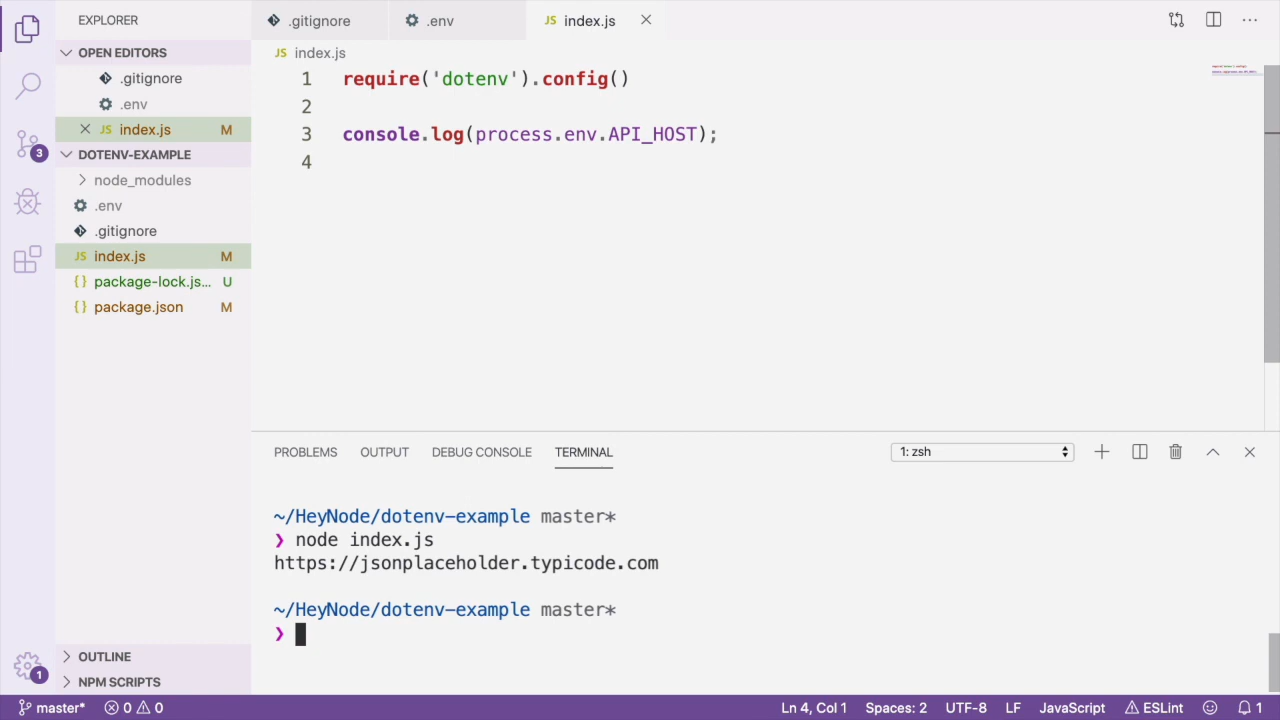 EXPLORER
OPEN EDITORS
.gitignore
.env
JS index.js M
DOTENV-EXAMPLE
node_modules
.env
.gitignore
JS index.js M
{} package-lock.js... U
{} package.json M
OUTLINE
NPM SCRIPTS
3
1
.gitignore .env JS index.js
JS index.js
1 require('dotenv').config()
2
3 console.log(process.env.API_HOST);
4
PROBLEMS OUTPUT DEBUG CONSOLE TERMINAL 1: zsh
~/HeyNode/dotenv-example master*
❯ node index.js
https://jsonplaceholder.typicode.com
~/HeyNode/dotenv-example master*
❯
master* 0 0 Ln 4, Col 1 Spaces: 2 UTF-8 LF JavaScript ESLint 1